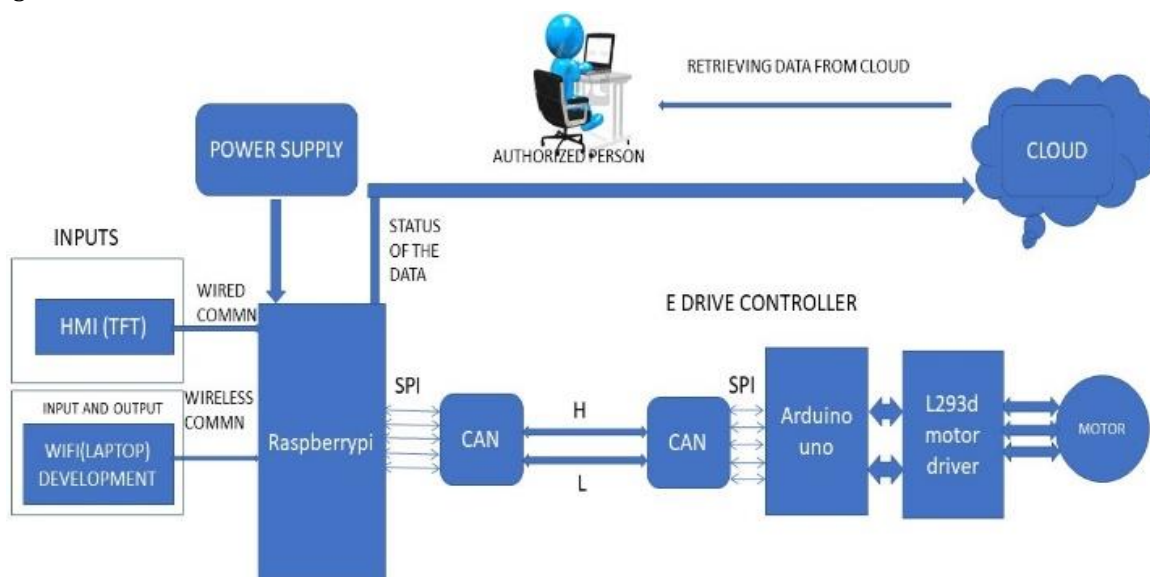 RETRIEVING DATA FROM CLOUD
POWER SUPPLY
AUTHORIZED PERSON
CLOUD
STATUS
OF THE
DATA
INPUTS
WIRED
COMMN
E DRIVE CONTROLLER
HMI (TFT)
WIRELESS
COMMN
INPUT AND OUTPUT
WIFI(LAPTOP)
DEVELOPMENT
Raspberrypi
SPI
CAN
H
L
CAN
SPI
Arduino
uno
L293d
motor
driver
MOTOR